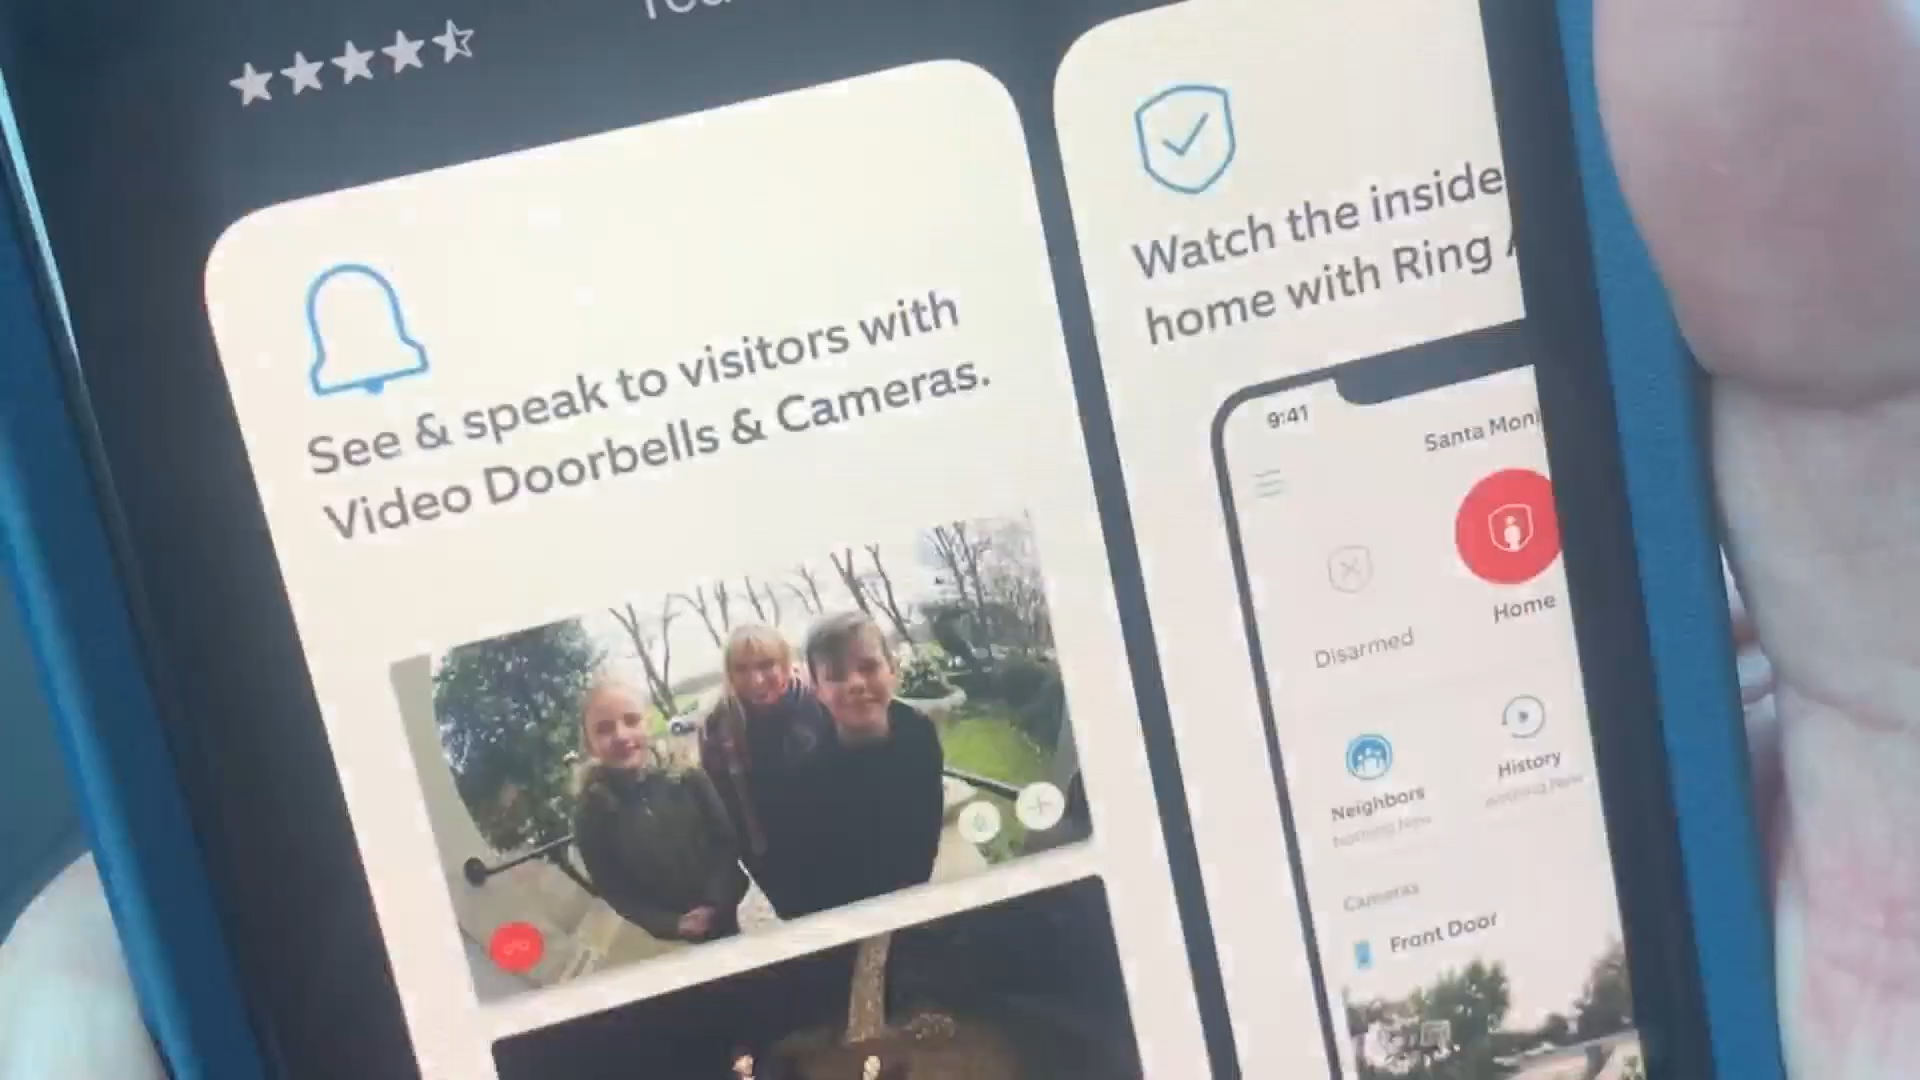 See & speak to visitors with
Video Doorbells & Cameras.
Watch the inside
home with Ring
9:41
Santa Moni
Disarmed
Home
Neighbors
History
Cameras
Front Door